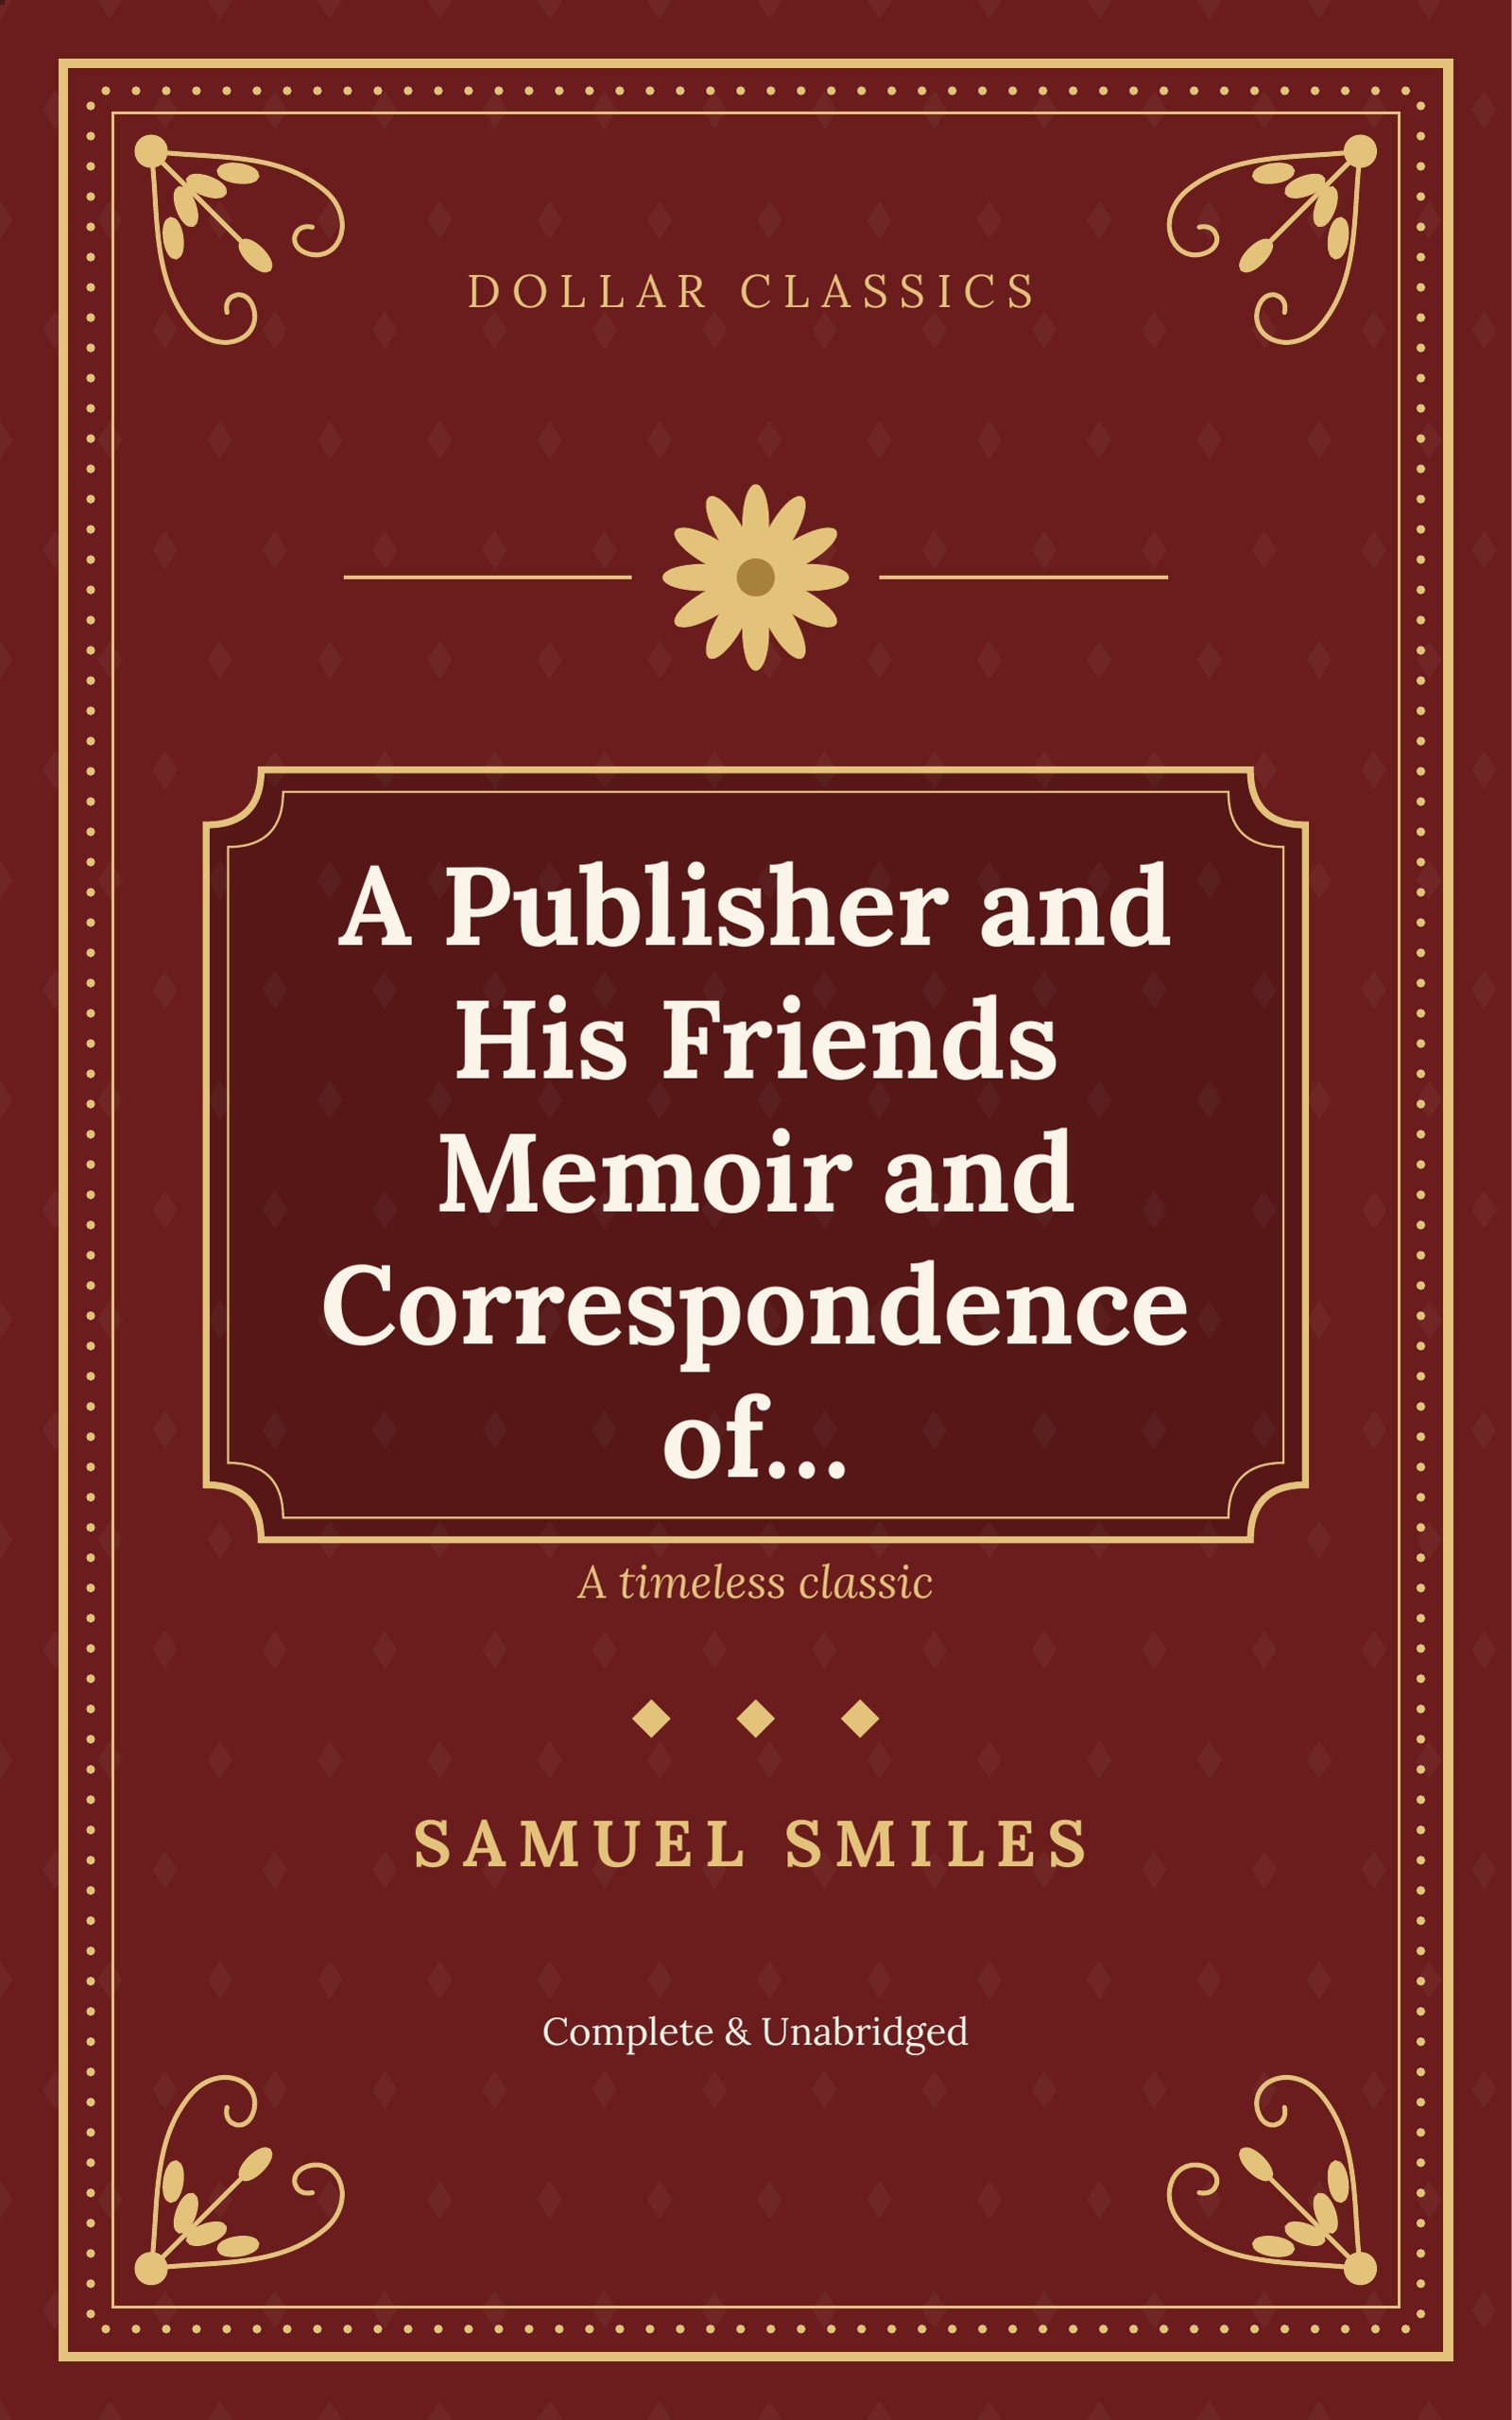 DOLLAR CLASSICS
A Publisher and
His Friends
Memoir and
Correspondence
of...
A timeless classic
SAMUEL SMILES
Complete & Unabridged